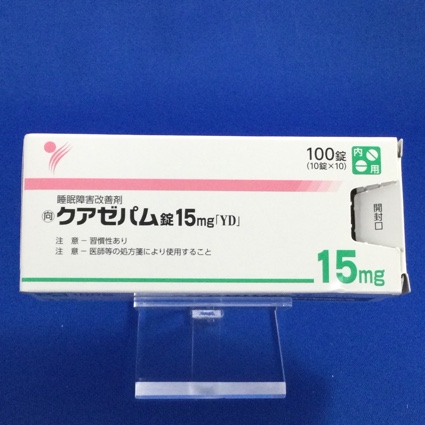 100錠
(10錠×10)
内
用
睡眠障害改善剤
向 クアゼパム錠15mg「YD」
注 意－習慣性あり
注 意－医師等の処方箋により使用すること
開封口
15mg